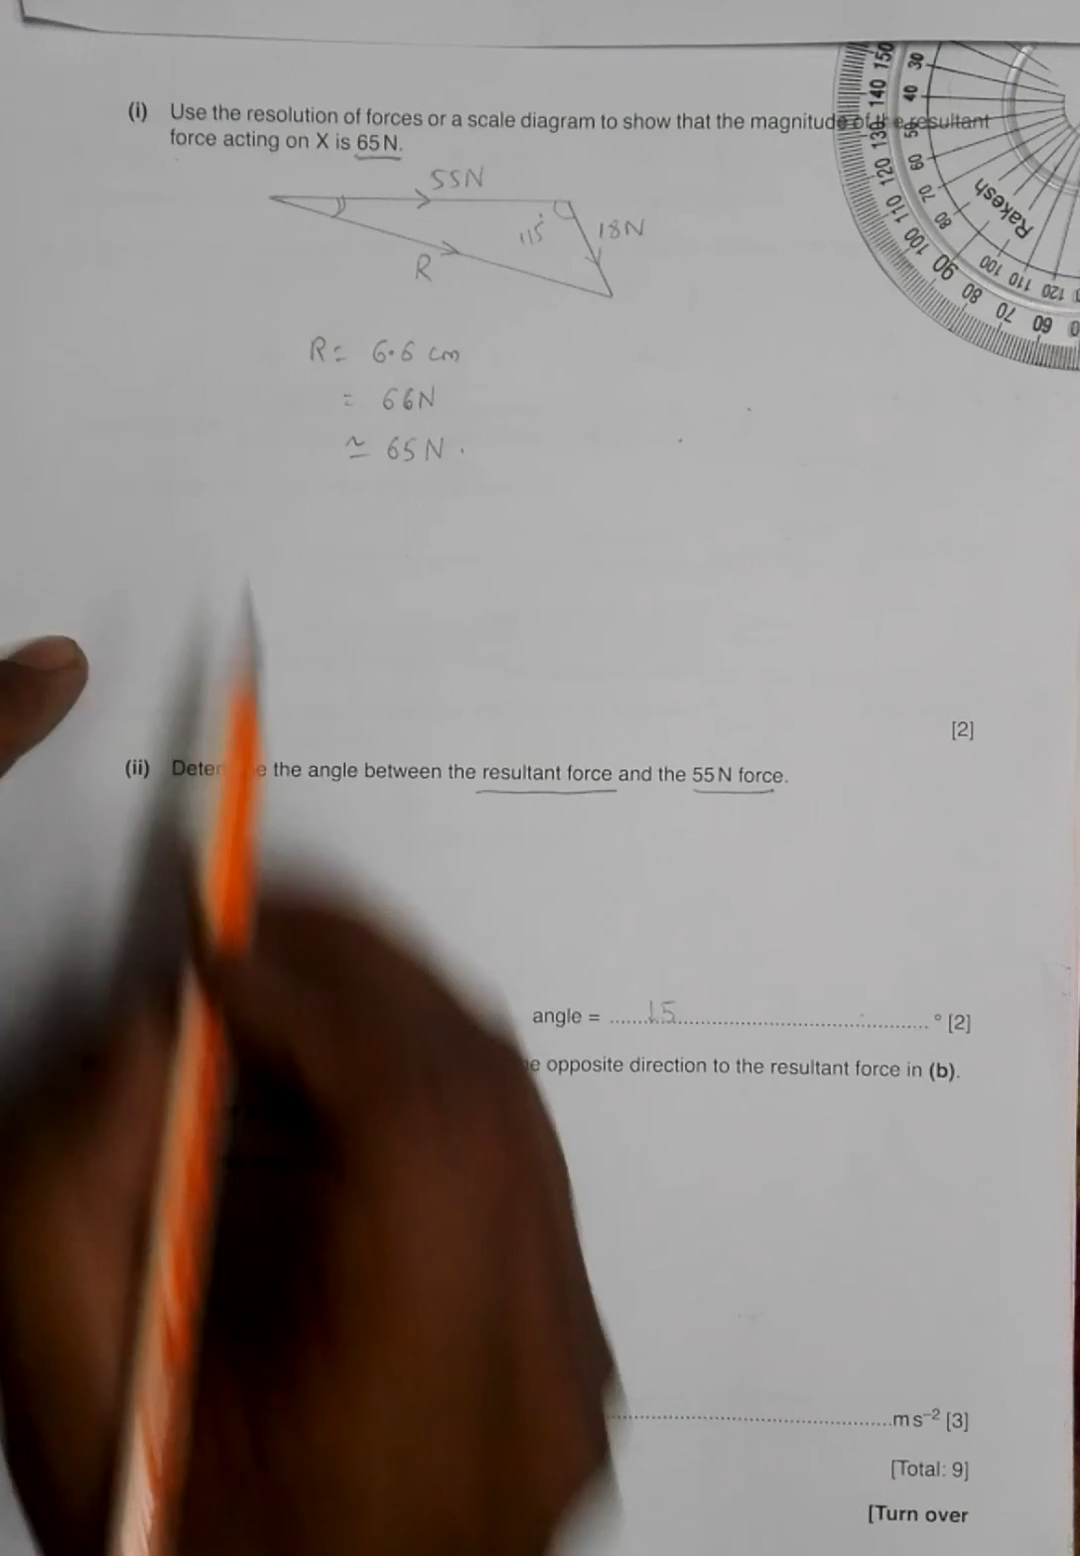 (i) Use the resolution of forces or a scale diagram to show that the magnitude of the resultant
force acting on X is 65 N.
55N
115°
18N
R
R = 6.6 cm
= 66N
≃ 65 N.
[2]
(ii) the angle between the resultant force and the 55 N force.
angle = ...... 15 ...... ° [2]
opposite direction to the resultant force in (b).
......m s⁻² [3]
[Total: 9]
[Turn over
Rakesh
150
140
130
120
110
100
90
80
70
60
30
40
50
60
70
80
100
110
120